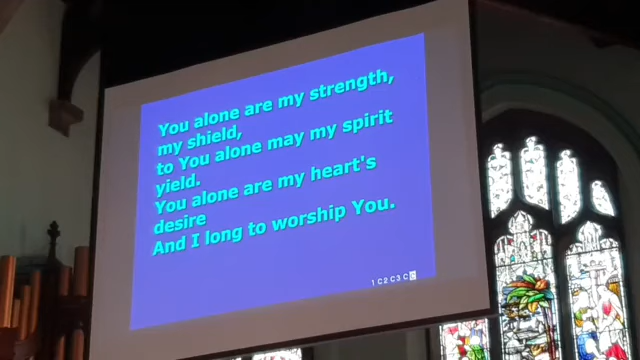 You alone are my strength,
my shield,
to You alone may my spirit
yield.
You alone are my heart's
desire
And I long to worship You.
1 C2 C3 C C